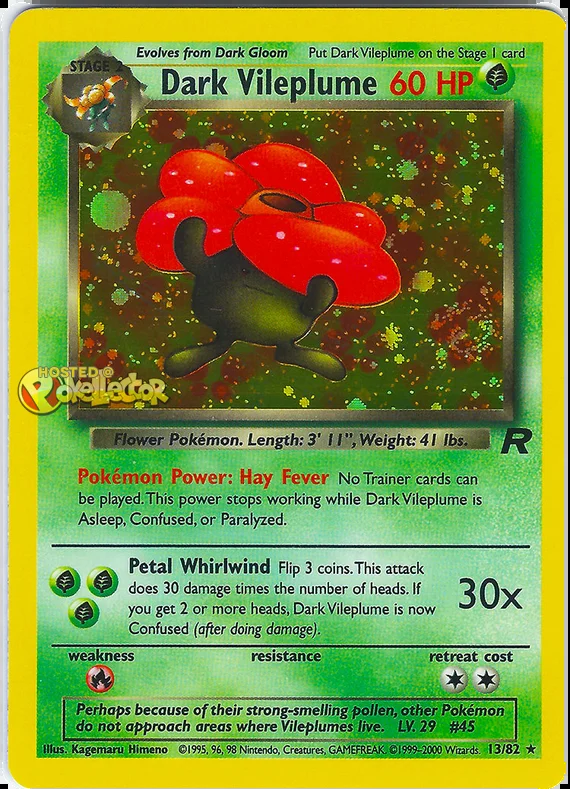 Evolves from Dark Gloom Put Dark Vileplume on the Stage 1 card
STAGE 2
Dark Vileplume 60 HP
HOSTED @
Pokellector
Flower Pokémon. Length: 3' 11", Weight: 41 lbs.
R
Pokémon Power: Hay Fever No Trainer cards can
be played. This power stops working while Dark Vileplume is
Asleep, Confused, or Paralyzed.
Petal Whirlwind Flip 3 coins. This attack
does 30 damage times the number of heads. If
you get 2 or more heads, Dark Vileplume is now
Confused (after doing damage).
30x
weakness resistance retreat cost
Perhaps because of their strong-smelling pollen, other Pokémon
do not approach areas where Vileplumes live. LV. 29 #45
Illus. Kagemaru Himeno ©1995, 96, 98 Nintendo, Creatures, GAMEFREAK. ©1999-2000 Wizards. 13/82 ★